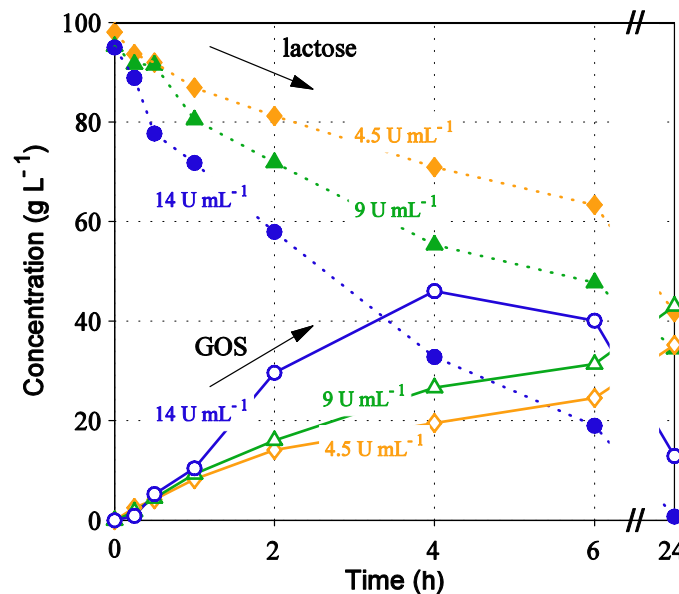 100
80
60
40
20
0
Concentration (g L⁻¹)
lactose
4.5 U mL⁻¹
9 U mL⁻¹
14 U mL⁻¹
GOS
14 U mL⁻¹
9 U mL⁻¹
4.5 U mL⁻¹
//
//
0 2 4 6 24
Time (h)